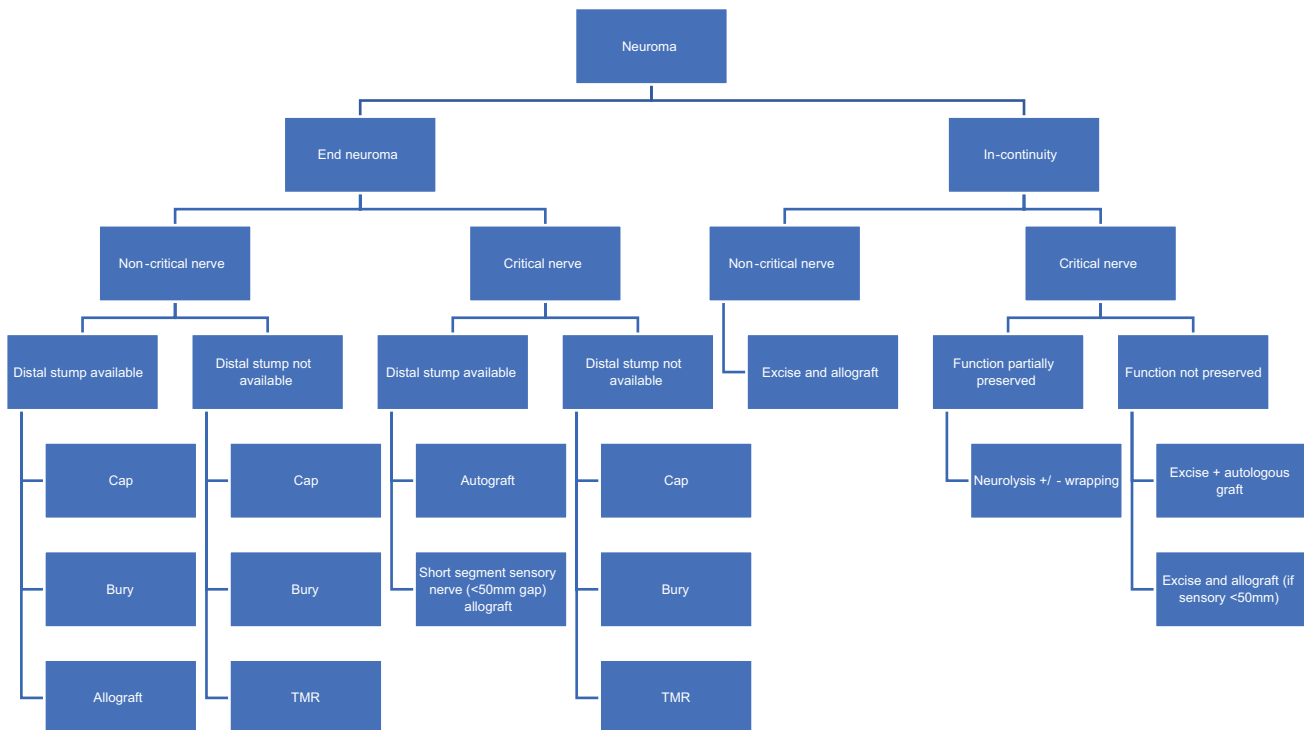 Neuroma
End neuroma
In-continuity
Non-critical nerve
Critical nerve
Non-critical nerve
Critical nerve
Distal stump available
Distal stump not
available
Distal stump available
Distal stump not
available
Excise and allograft
Function partially
preserved
Function not preserved
Cap
Cap
Autograft
Cap
Neurolysis +/ - wrapping
Excise + autologous
graft
Bury
Bury
Short segment sensory
nerve (<50mm gap)
allograft
Bury
Excise and allograft (if
sensory <50mm)
Allograft
TMR
TMR